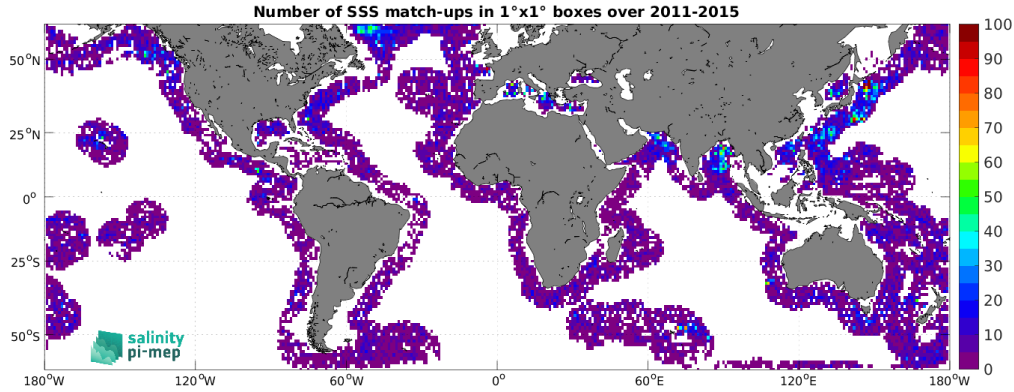 Number of SSS match-ups in 1°x1° boxes over 2011-2015
100
90
80
70
60
50
40
30
20
10
0
50°N
25°N
0°
25°S
50°S
salinity
pi-mep
180°W
120°W
60°W
0°
60°E
120°E
180°W